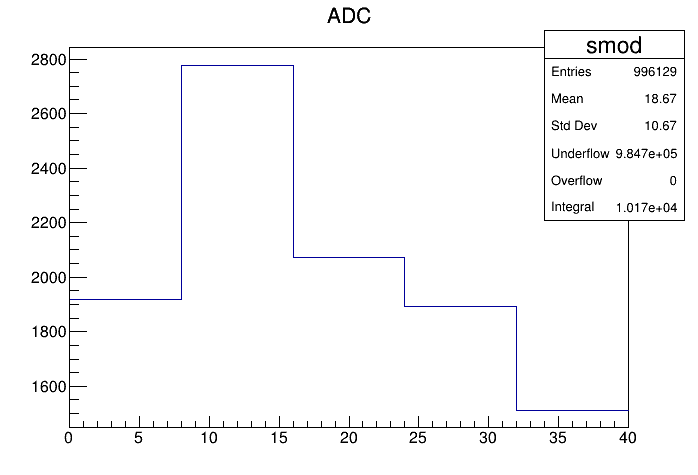 ADC
smod
Entries 996129
Mean 18.67
Std Dev 10.67
Underflow 9.847e+05
Overflow 0
Integral 1.017e+04
2800
2600
2400
2200
2000
1800
1600
0 5 10 15 20 25 30 35 40